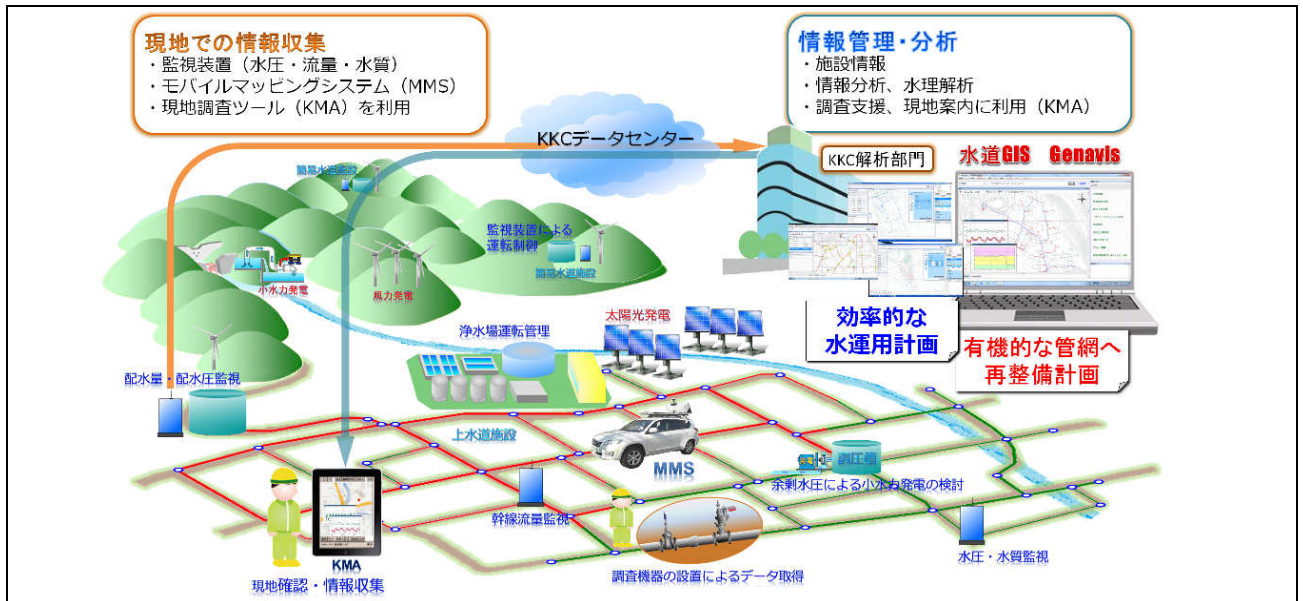 現地での情報収集
・監視装置（水圧・流量・水質）
・モバイルマッピングシステム（MMS）
・現地調査ツール（KMA）を利用
情報管理・分析
・施設情報
・情報分析、水理解析
・調査支援、現地案内に利用（KMA）
KKCデータセンター
KKC解析部門
水道GIS Genavis
簡易水道施設
監視装置による
運転制御
簡易水道施設
小水力発電
風力発電
太陽光発電
浄水場運転管理
効率的な
水運用計画
有機的な管網へ
再整備計画
配水量・配水圧監視
上水道施設
MMS
調圧槽
余剰水圧による小水力発電の検討
幹線流量監視
水圧・水質監視
KMA
現地確認・情報収集
調査機器の設置によるデータ取得